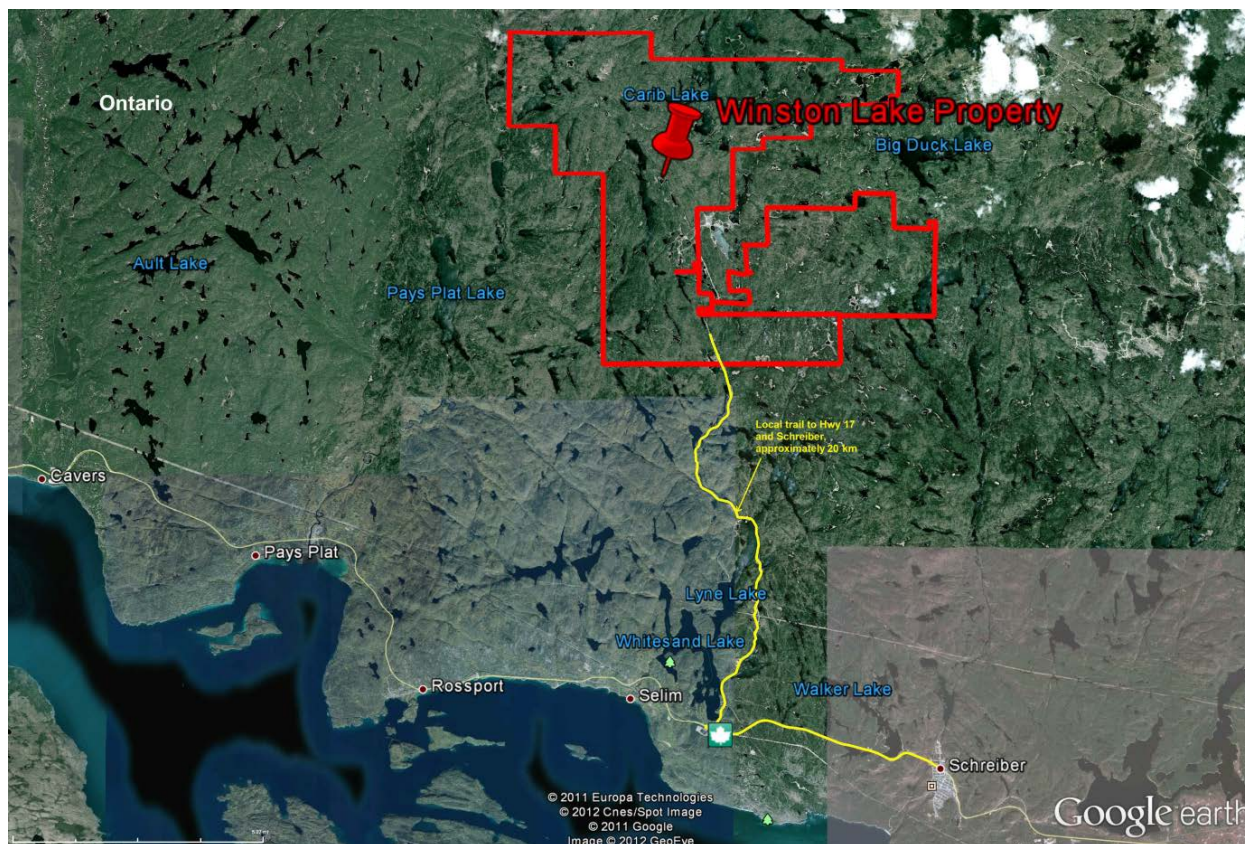 Ontario
Carib Lake
Winston Lake Property
Big Duck Lake
Ault Lake
Pays Plat Lake
Local trail to Hwy 17
and Schreiber,
approximately 20 km
Cavers
Pays Plat
Lyne Lake
Whitesand Lake
Rossport
Selim
Walker Lake
Schreiber
© 2011 Europa Technologies
© 2012 Cnes/Spot Image
© 2011 Google
Image © 2012 GeoEye
Google earth